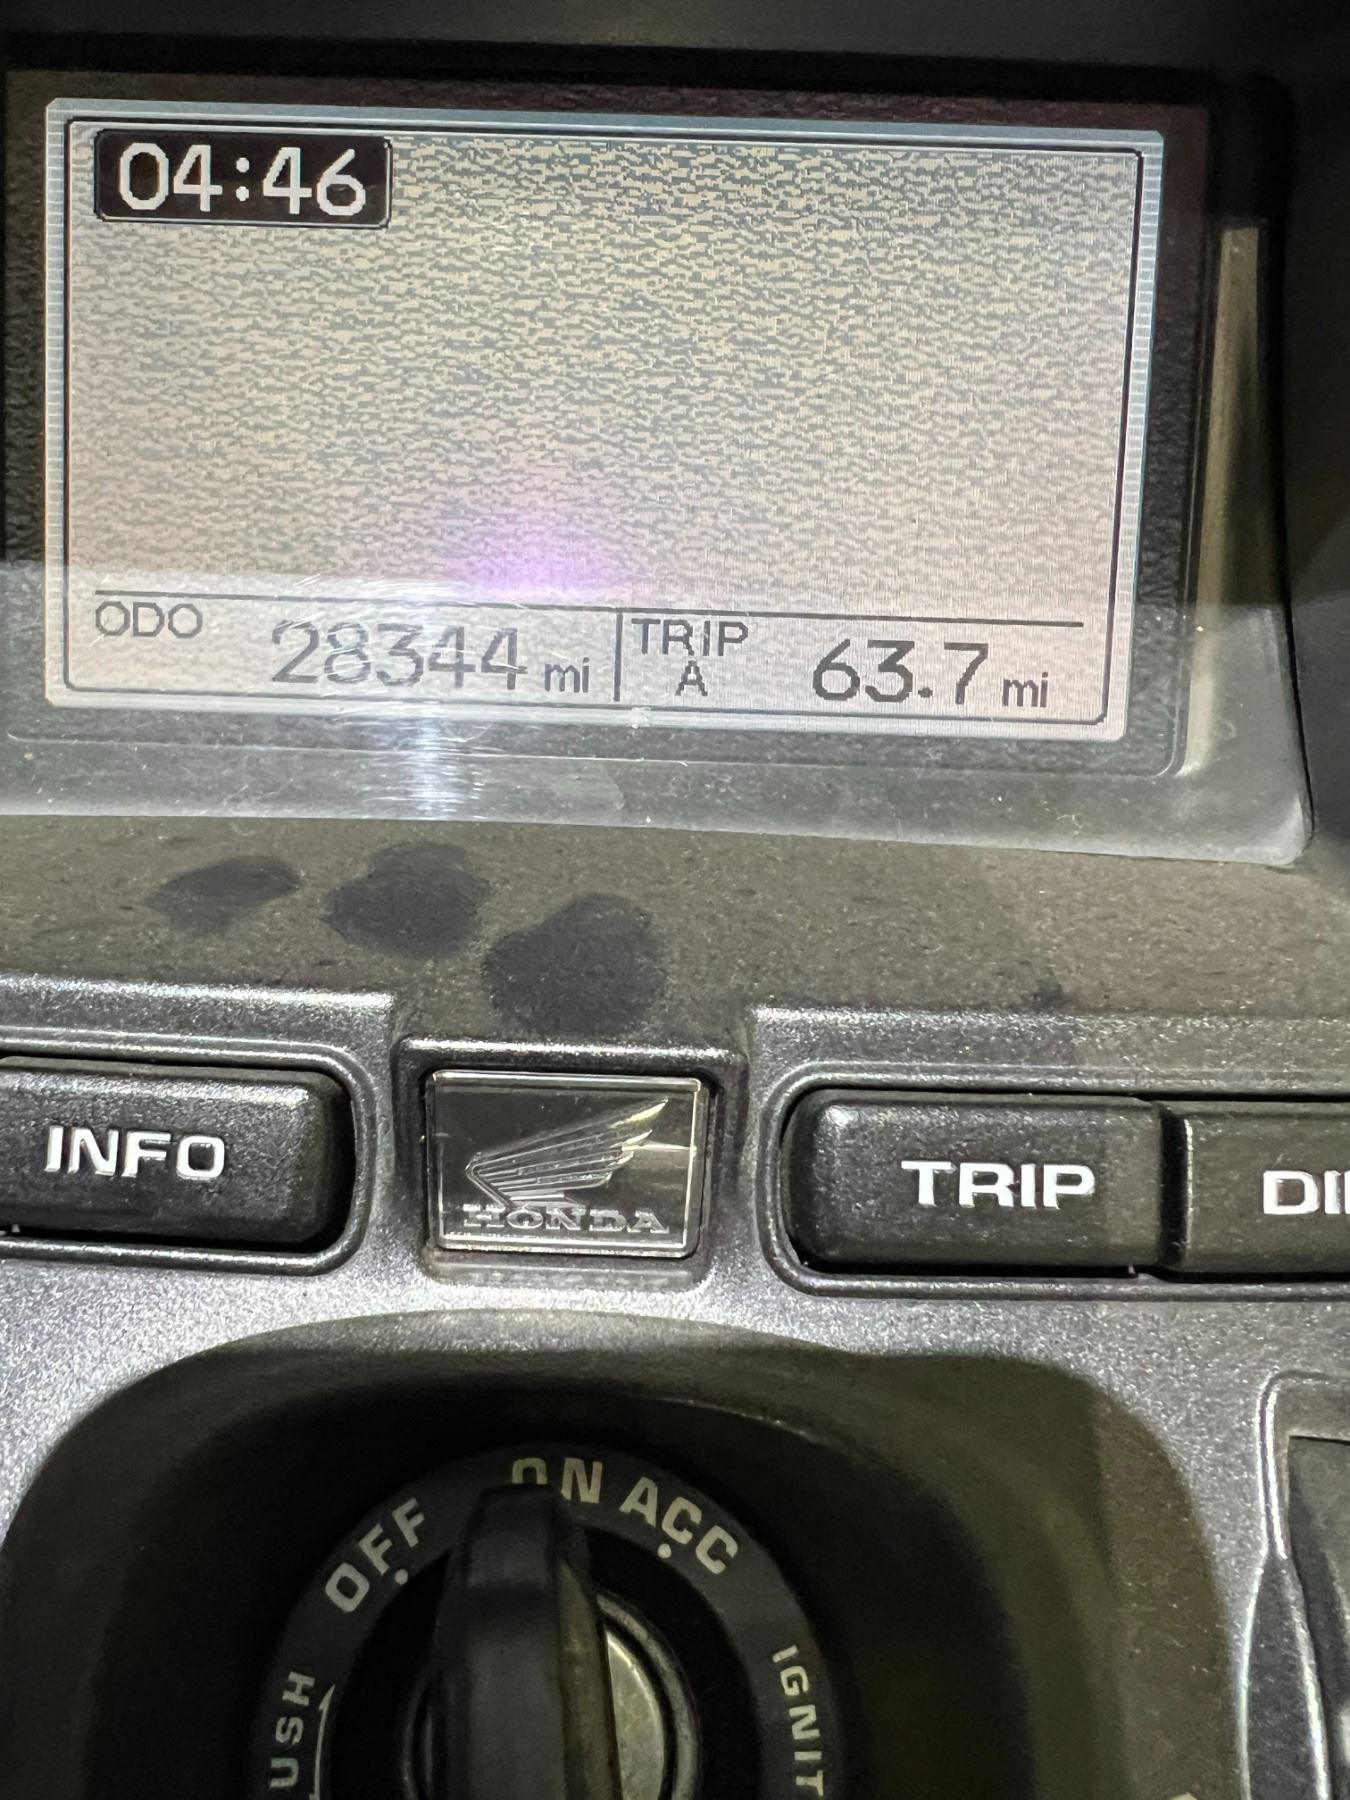 04:46
ODO 28344 mi
TRIP A 63.7 mi
INFO
HONDA
TRIP
OFF
ON
ACC